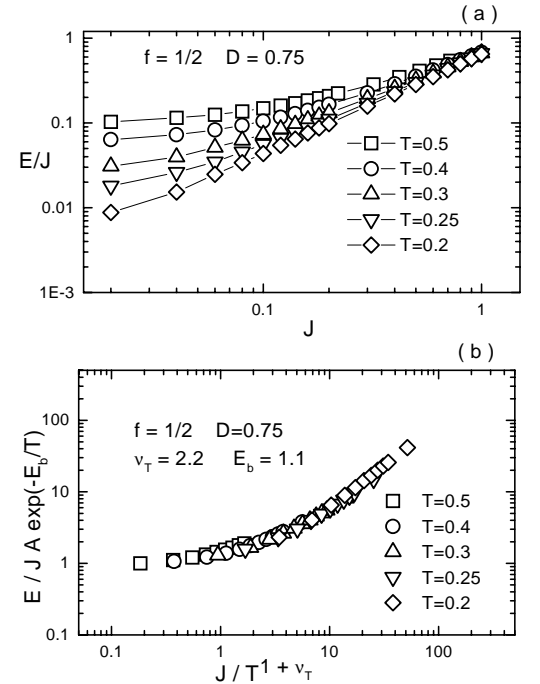 ( a )
f = 1/2 D = 0.75
1
0.1
0.01
1E-3
E/J
T=0.5
T=0.4
T=0.3
T=0.25
T=0.2
0.1
1
J
( b )
f = 1/2 D=0.75
ν_T = 2.2 E_b = 1.1
100
10
1
0.1
E / J A exp(-E_b/T)
T=0.5
T=0.4
T=0.3
T=0.25
T=0.2
0.1
1
10
100
J / T^{1 + ν_T}